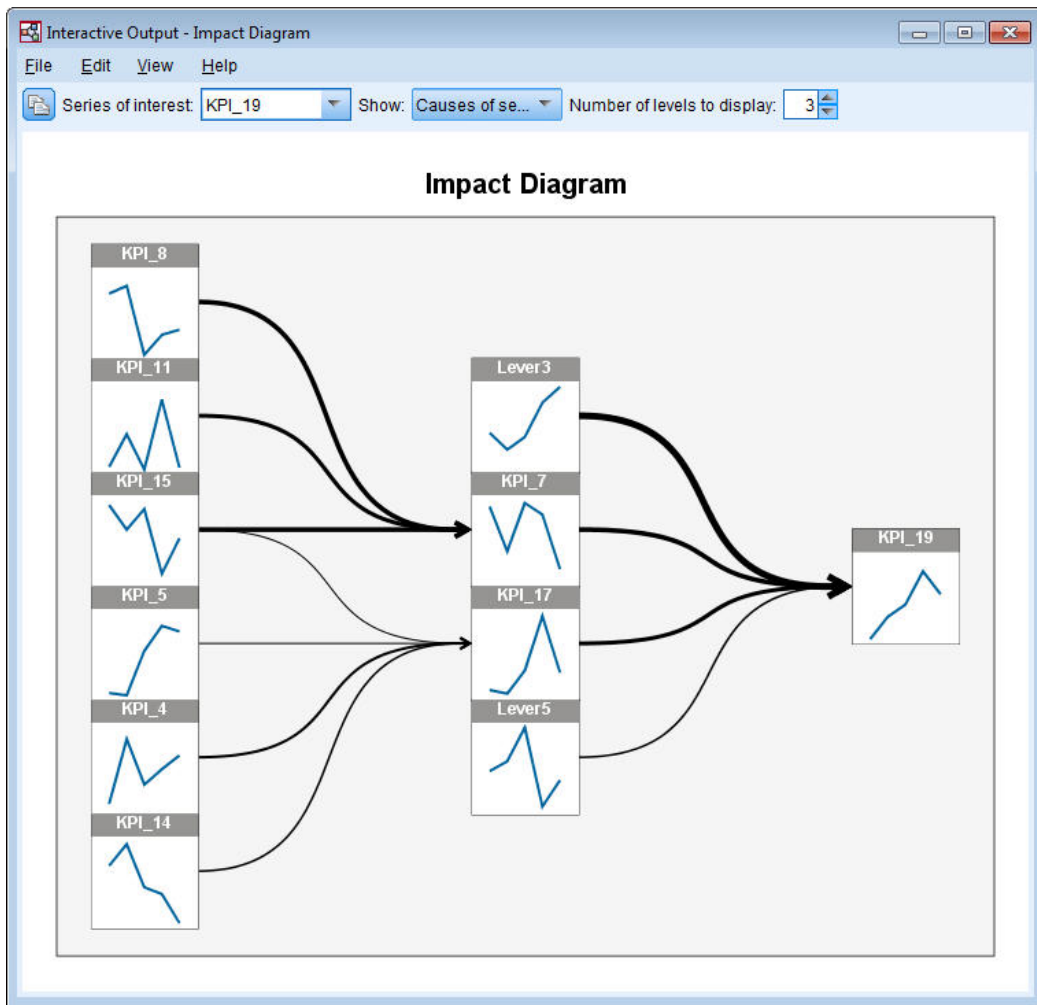 Interactive Output - Impact Diagram
File Edit View Help
Series of interest: KPI_19 Show: Causes of se... Number of levels to display: 3
Impact Diagram
KPI_8
KPI_11
KPI_15
KPI_5
KPI_4
KPI_14
Lever3
KPI_7
KPI_17
Lever5
KPI_19